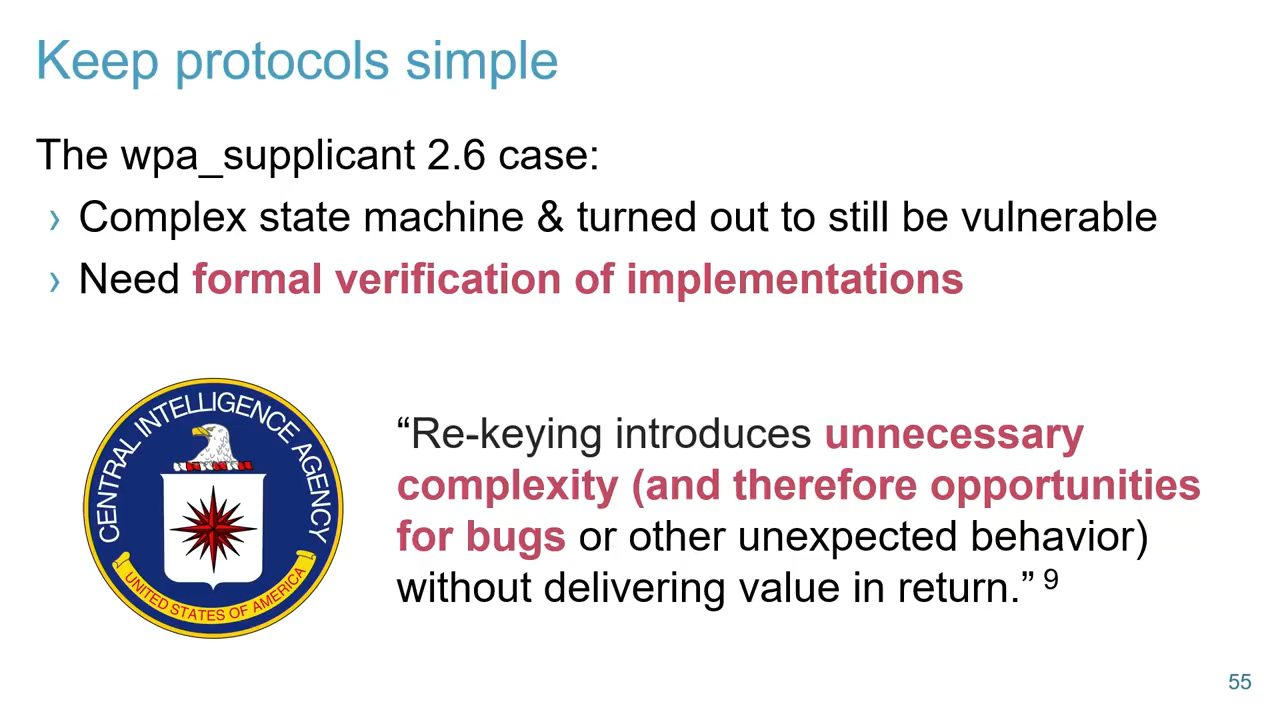 Keep protocols simple
The wpa_supplicant 2.6 case:
› Complex state machine & turned out to still be vulnerable
› Need formal verification of implementations
CENTRAL INTELLIGENCE AGENCY
UNITED STATES OF AMERICA
“Re-keying introduces unnecessary
complexity (and therefore opportunities
for bugs or other unexpected behavior)
without delivering value in return.” 9
55